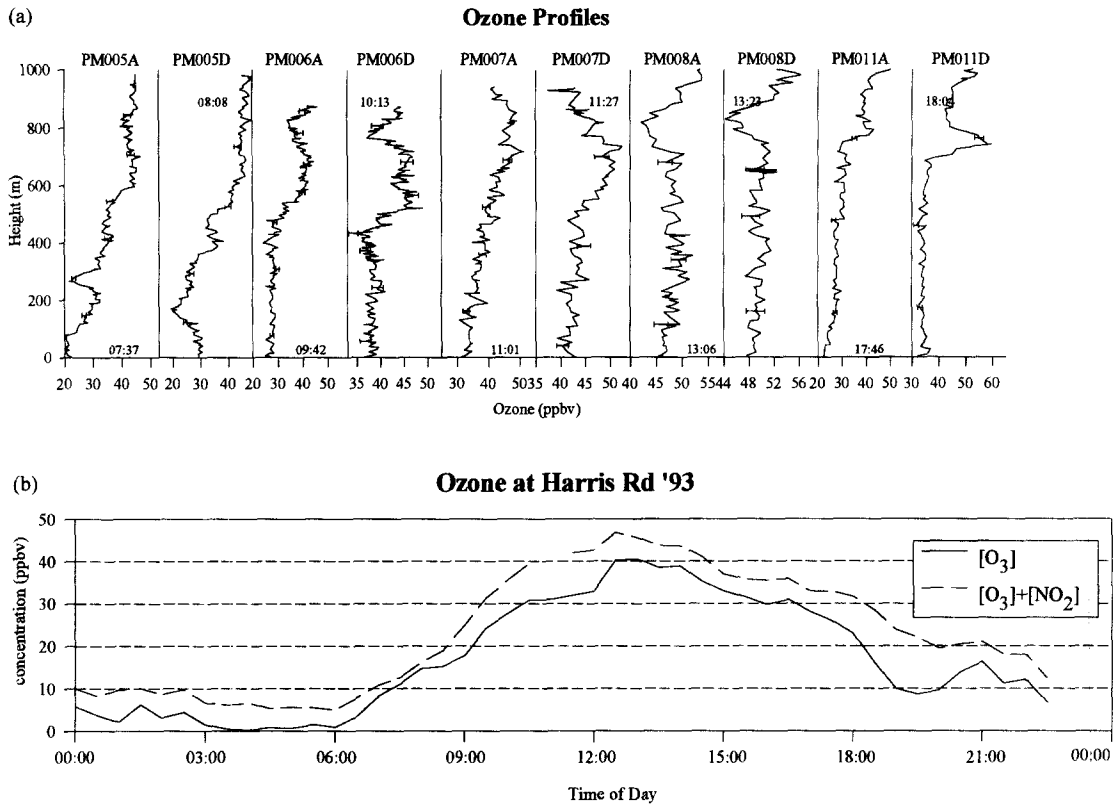 (a)
Ozone Profiles
PM005A PM005D PM006A PM006D PM007A PM007D PM008A PM008D PM011A PM011D
1000
800
600
400
200
0
Height (m)
08:08 10:13 11:27 13:23 18:04
07:37 09:42 11:01 13:06 17:46
20 30 40 50 20 30 40 20 30 40 50 35 40 45 50 30 40 50 35 40 45 50 40 45 50 55 44 48 52 56 20 30 40 30 40 50 60
Ozone (ppbv)
(b)
Ozone at Harris Rd '93
50
40
30
20
10
0
concentration (ppbv)
[O3]
[O3]+[NO2]
00:00 03:00 06:00 09:00 12:00 15:00 18:00 21:00 00:00
Time of Day